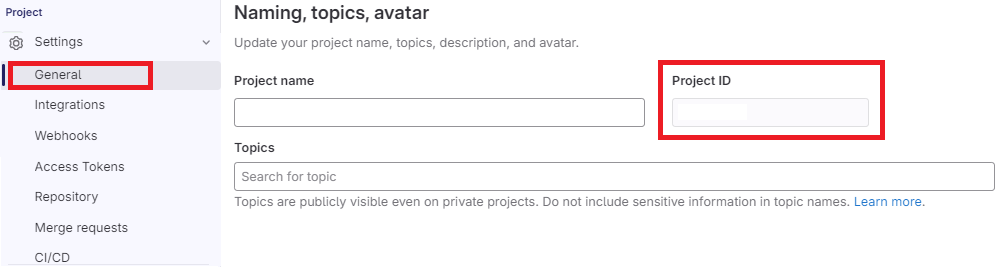 Project
Settings
General
Integrations
Webhooks
Access Tokens
Repository
Merge requests
CI/CD
Naming, topics, avatar
Update your project name, topics, description, and avatar.
Project name
Project ID
Topics
Search for topic
Topics are publicly visible even on private projects. Do not include sensitive information in topic names. Learn more.